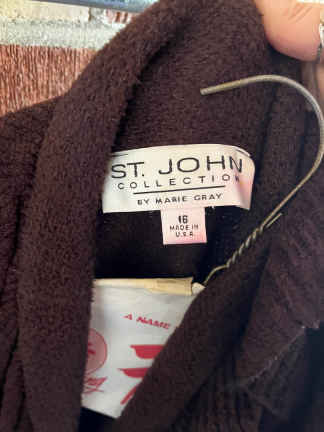 ST. JOHN
COLLECTION
BY MARIE GRAY
16
MADE IN
U.S.A.
A NAME